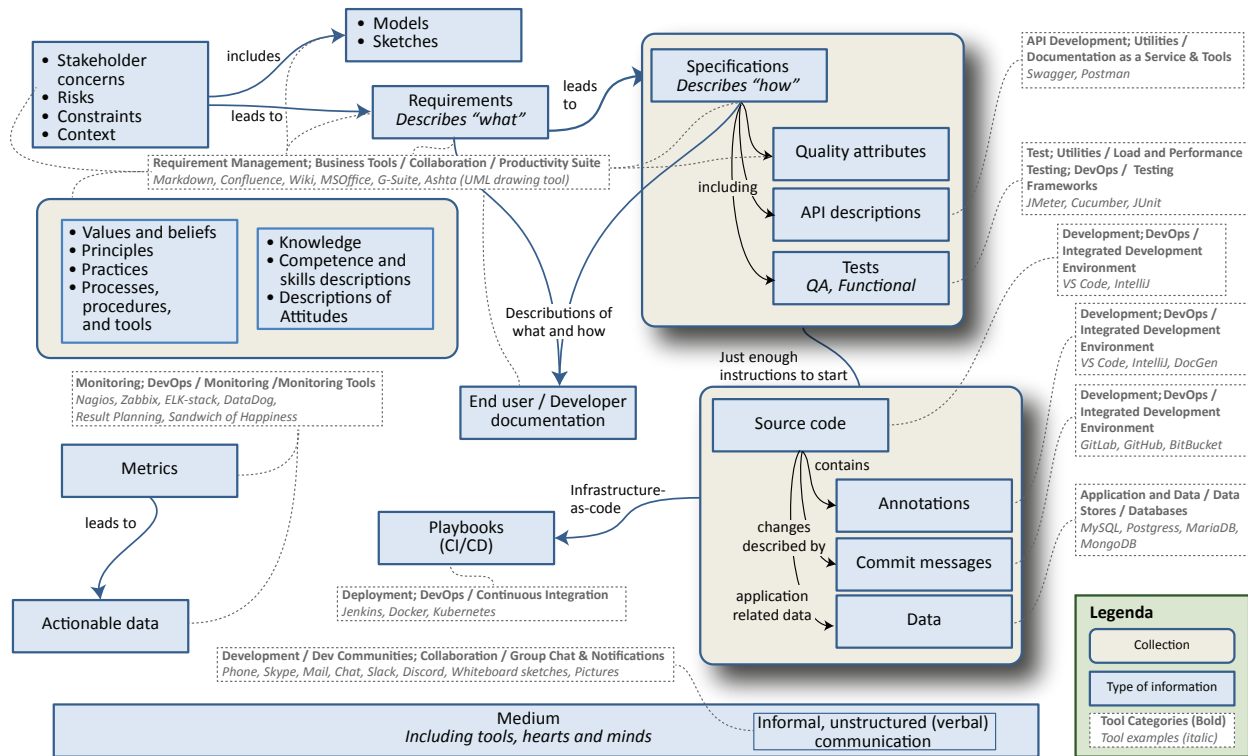 • Stakeholder
concerns
• Risks
• Constraints
• Context
includes
• Models
• Sketches
leads to
Requirements
Describes “what”
leads
to
Specifications
Describes “how”
including
Quality attributes
API descriptions
Tests
QA, Functional
API Development; Utilities /
Documentation as a Service & Tools
Swagger, Postman
Test; Utilities / Load and Performance
Testing; DevOps / Testing
Frameworks
JMeter, Cucumber, JUnit
Requirement Management; Business Tools / Collaboration / Productivity Suite
Markdown, Confluence, Wiki, MSOffice, G-Suite, Ashta (UML drawing tool)
• Values and beliefs
• Principles
• Practices
• Processes,
procedures,
and tools
• Knowledge
• Competence and
skills descriptions
• Descriptions of
Attitudes
Development; DevOps /
Integrated Development
Environment
VS Code, IntelliJ
Descributions of
what and how
Just enough
instructions to start
Development; DevOps /
Integrated Development
Environment
VS Code, IntelliJ, DocGen
Monitoring; DevOps / Monitoring /Monitoring Tools
Nagios, Zabbix, ELK-stack, DataDog,
Result Planning, Sandwich of Happiness
End user / Developer
documentation
Source code
Development; DevOps /
Integrated Development
Environment
GitLab, GitHub, BitBucket
Metrics
leads to
Actionable data
Infrastructure-
as-code
Playbooks
(CI/CD)
Deployment; DevOps / Continuous Integration
Jenkins, Docker, Kubernetes
contains
Annotations
changes
described by
Commit messages
application
related data
Data
Application and Data / Data
Stores / Databases
MySQL, Postgress, MariaDB,
MongoDB
Development / Dev Communities; Collaboration / Group Chat & Notifications
Phone, Skype, Mail, Chat, Slack, Discord, Whiteboard sketches, Pictures
Medium
Including tools, hearts and minds
Informal, unstructured (verbal)
communication
Legenda
Collection
Type of information
Tool Categories (Bold)
Tool examples (italic)